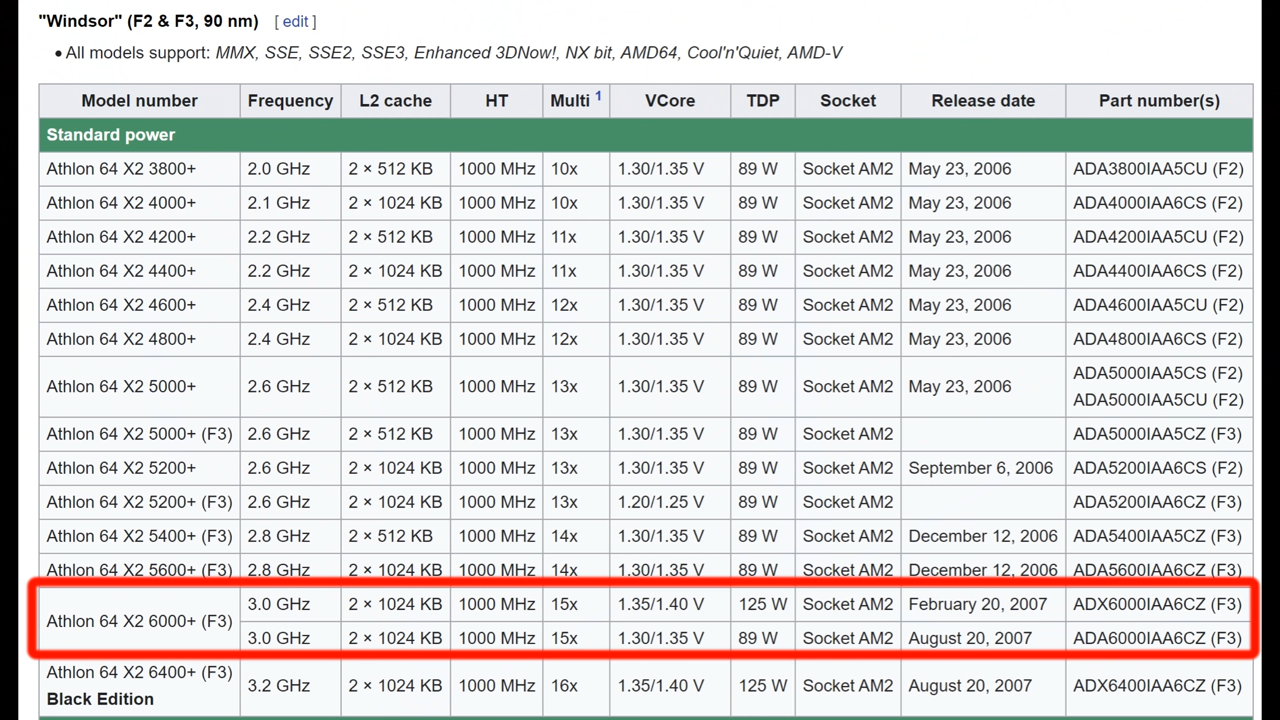 "Windsor" (F2 & F3, 90 nm) [ edit ]
• All models support: MMX, SSE, SSE2, SSE3, Enhanced 3DNow!, NX bit, AMD64, Cool'n'Quiet, AMD-V
Model number Frequency L2 cache HT Multi 1 VCore TDP Socket Release date Part number(s)
Standard power
Athlon 64 X2 3800+ 2.0 GHz 2 × 512 KB 1000 MHz 10x 1.30/1.35 V 89 W Socket AM2 May 23, 2006 ADA3800IAA5CU (F2)
Athlon 64 X2 4000+ 2.1 GHz 2 × 1024 KB 1000 MHz 10x 1.30/1.35 V 89 W Socket AM2 May 23, 2006 ADA4000IAA6CS (F2)
Athlon 64 X2 4200+ 2.2 GHz 2 × 512 KB 1000 MHz 11x 1.30/1.35 V 89 W Socket AM2 May 23, 2006 ADA4200IAA5CU (F2)
Athlon 64 X2 4400+ 2.2 GHz 2 × 1024 KB 1000 MHz 11x 1.30/1.35 V 89 W Socket AM2 May 23, 2006 ADA4400IAA6CS (F2)
Athlon 64 X2 4600+ 2.4 GHz 2 × 512 KB 1000 MHz 12x 1.30/1.35 V 89 W Socket AM2 May 23, 2006 ADA4600IAA5CU (F2)
Athlon 64 X2 4800+ 2.4 GHz 2 × 1024 KB 1000 MHz 12x 1.30/1.35 V 89 W Socket AM2 May 23, 2006 ADA4800IAA6CS (F2)
Athlon 64 X2 5000+ 2.6 GHz 2 × 512 KB 1000 MHz 13x 1.30/1.35 V 89 W Socket AM2 May 23, 2006 ADA5000IAA5CS (F2)
ADA5000IAA5CU (F2)
Athlon 64 X2 5000+ (F3) 2.6 GHz 2 × 512 KB 1000 MHz 13x 1.30/1.35 V 89 W Socket AM2 ADA5000IAA5CZ (F3)
Athlon 64 X2 5200+ 2.6 GHz 2 × 1024 KB 1000 MHz 13x 1.30/1.35 V 89 W Socket AM2 September 6, 2006 ADA5200IAA6CS (F2)
Athlon 64 X2 5200+ (F3) 2.6 GHz 2 × 1024 KB 1000 MHz 13x 1.20/1.25 V 89 W Socket AM2 ADA5200IAA6CZ (F3)
Athlon 64 X2 5400+ (F3) 2.8 GHz 2 × 512 KB 1000 MHz 14x 1.30/1.35 V 89 W Socket AM2 December 12, 2006 ADA5400IAA5CZ (F3)
Athlon 64 X2 5600+ (F3) 2.8 GHz 2 × 1024 KB 1000 MHz 14x 1.30/1.35 V 89 W Socket AM2 December 12, 2006 ADA5600IAA6CZ (F3)
Athlon 64 X2 6000+ (F3) 3.0 GHz 2 × 1024 KB 1000 MHz 15x 1.35/1.40 V 125 W Socket AM2 February 20, 2007 ADX6000IAA6CZ (F3)
3.0 GHz 2 × 1024 KB 1000 MHz 15x 1.30/1.35 V 89 W Socket AM2 August 20, 2007 ADA6000IAA6CZ (F3)
Athlon 64 X2 6400+ (F3)
Black Edition 3.2 GHz 2 × 1024 KB 1000 MHz 16x 1.35/1.40 V 125 W Socket AM2 August 20, 2007 ADX6400IAA6CZ (F3)